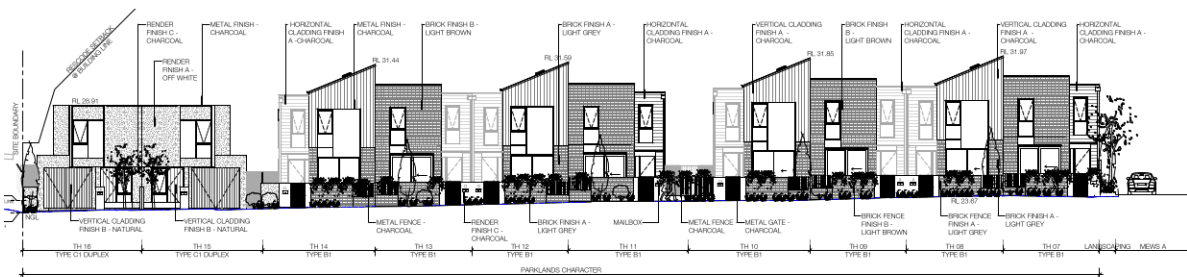 RESCODE SETBACK
@ BUILDING LINE
SITE BOUNDARY
RENDER
FINISH C -
CHARCOAL
METAL FINISH -
CHARCOAL
RENDER
FINISH A -
OFF WHITE
RL 28.91
HORIZONTAL
CLADDING FINISH
A -CHARCOAL
METAL FINISH -
CHARCOAL
RL 31.44
BRICK FINISH B -
LIGHT BROWN
BRICK FINISH A -
LIGHT GREY
RL 31.59
HORIZONTAL
CLADDING FINISH A -
CHARCOAL
VERTICAL CLADDING
FINISH A -
CHARCOAL
RL 31.85
BRICK FINISH
B -
LIGHT BROWN
HORIZONTAL
CLADDING FINISH A -
CHARCOAL
VERTICAL CLADDING
FINISH A -
CHARCOAL
RL 31.97
HORIZONTAL
CLADDING FINISH A -
CHARCOAL
NGL
VERTICAL CLADDING
FINISH B - NATURAL
VERTICAL CLADDING
FINISH B - NATURAL
METAL FENCE -
CHARCOAL
RENDER
FINISH C -
CHARCOAL
BRICK FINISH A -
LIGHT GREY
MAILBOX
METAL FENCE -
CHARCOAL
METAL GATE -
CHARCOAL
BRICK FENCE
FINISH B -
LIGHT BROWN
RL 23.67
BRICK FENCE
FINISH A -
LIGHT GREY
BRICK FINISH A -
LIGHT GREY
TH 16
TYPE C1 DUPLEX
TH 15
TYPE C1 DUPLEX
TH 14
TYPE B1
TH 13
TYPE B1
TH 12
TYPE B1
TH 11
TYPE B1
TH 10
TYPE B1
TH 09
TYPE B1
TH 08
TYPE B1
TH 07
TYPE B1
LANDSCAPING
MEWS A
PARKLANDS CHARACTER